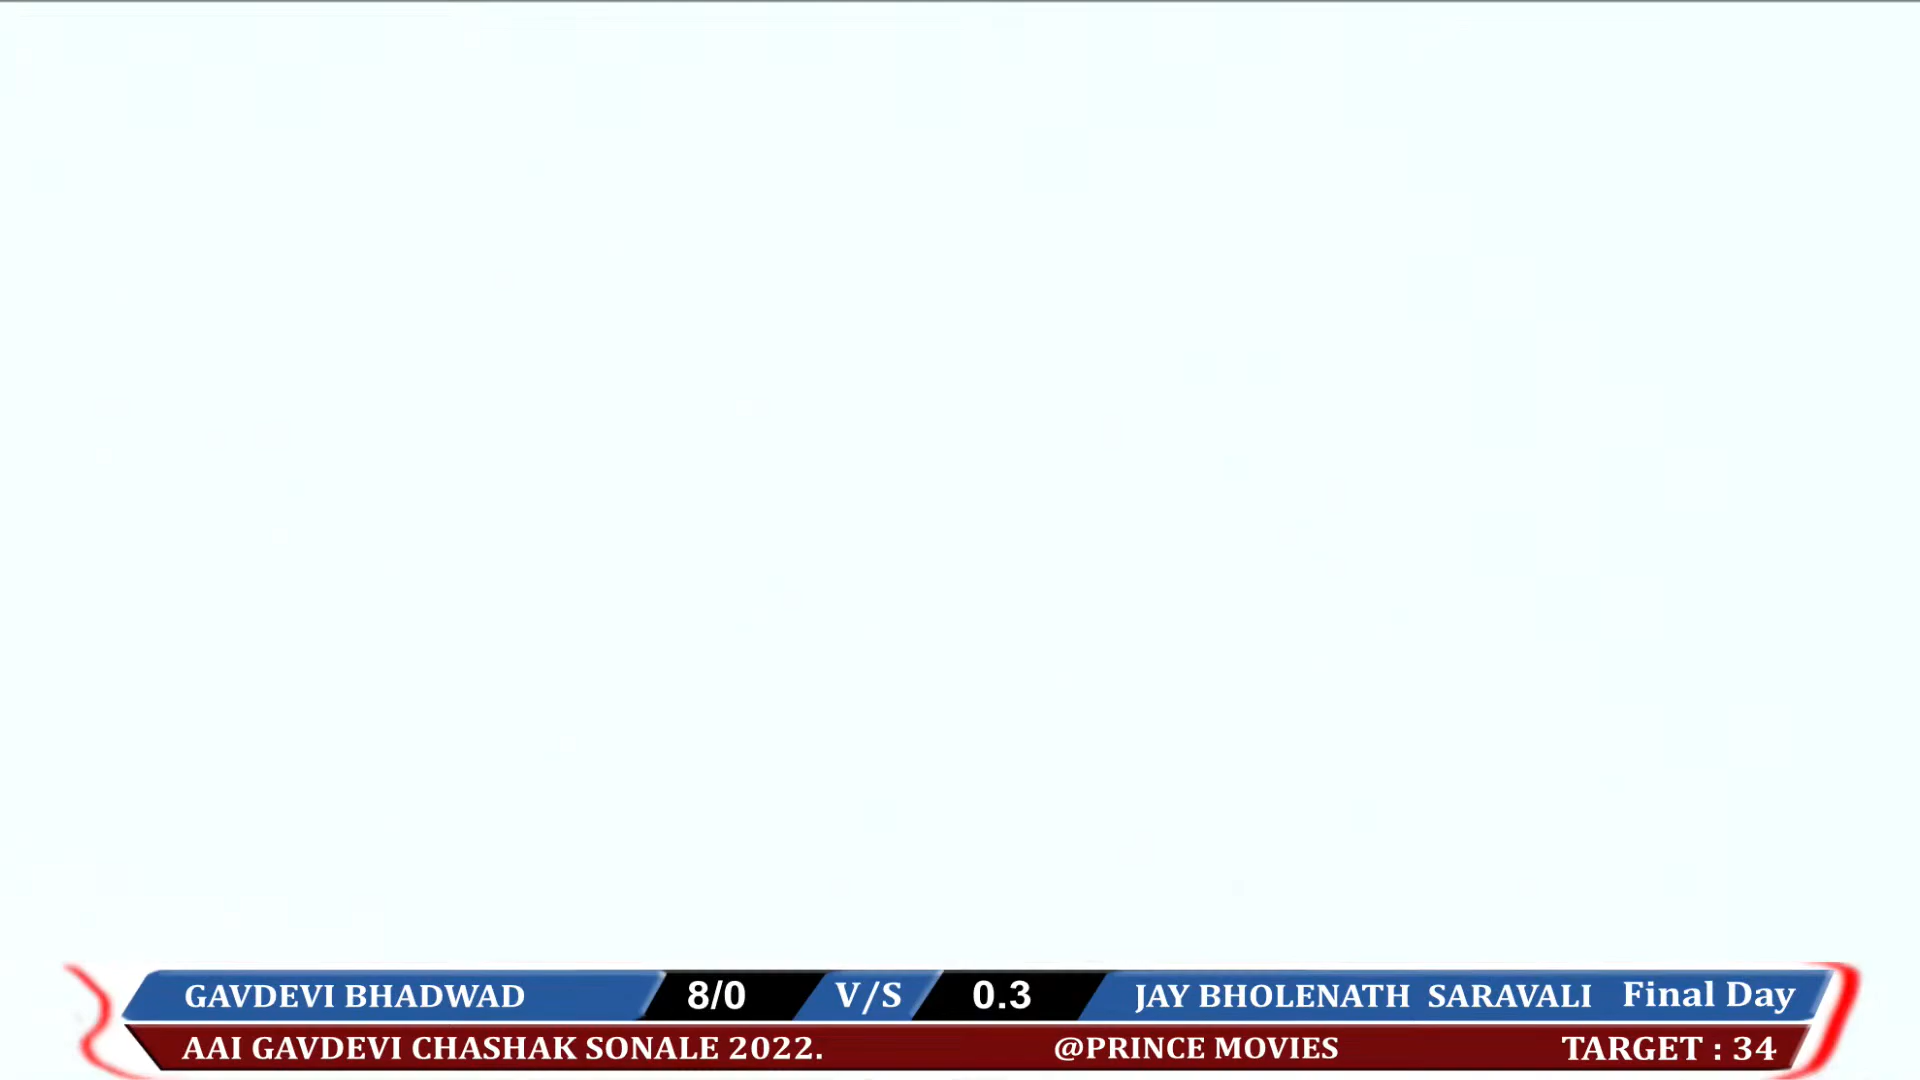 GAVDEVI BHADWAD 8/0 V/S 0.3 JAY BHOLENATH SARAVALI Final Day
AAI GAVDEVI CHASHAK SONALE 2022. @PRINCE MOVIES TARGET : 34